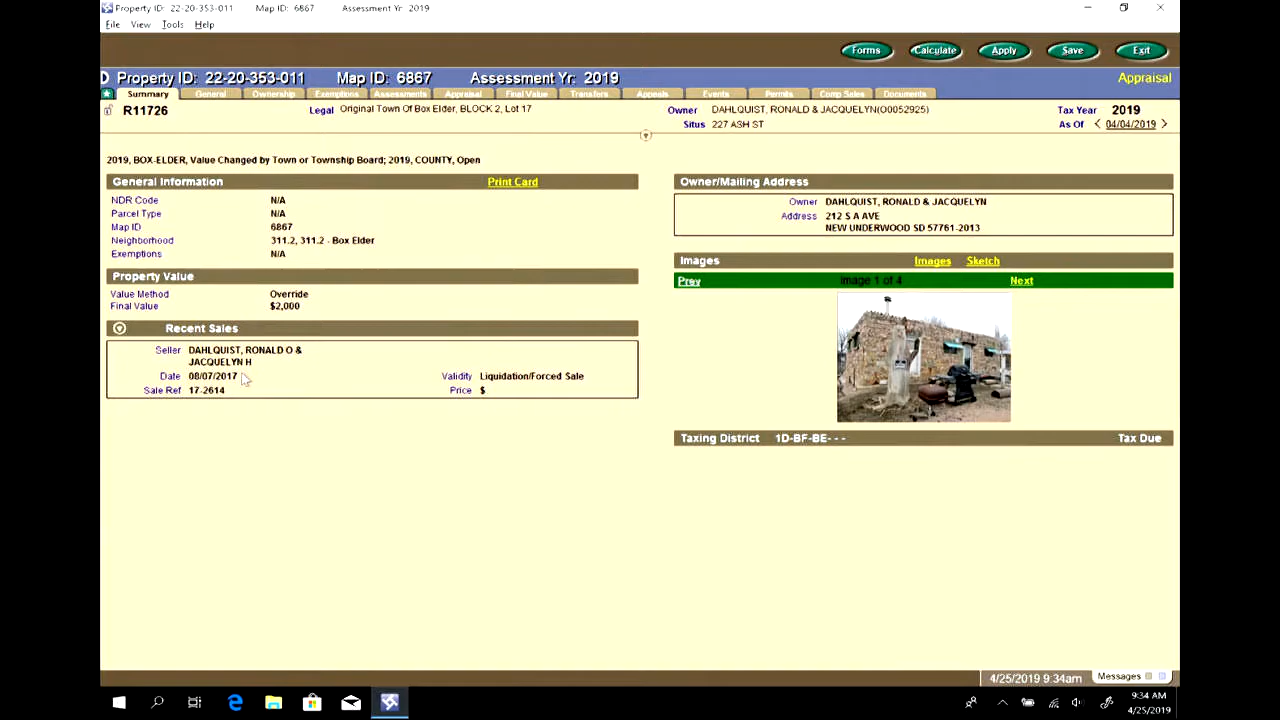 Property ID: 22-20-353-011 Map ID: 6867 Assessment Yr: 2019
File View Tools Help
Forms Calculate Apply Save Exit
Property ID: 22-20-353-011 Map ID: 6867 Assessment Yr: 2019 Appraisal
Summary General Ownership Exemptions Assessments Appraisal Final Value Transfers Appeals Events Permits Comp Sales Documents
R11726 Legal Original Town Of Box Elder, BLOCK 2, Lot 17 Owner DAHLQUIST, RONALD & JACQUELYN(O0052925) Tax Year 2019
Situs 227 ASH ST As Of < 04/04/2019 >
2019, BOX-ELDER, Value Changed by Town or Township Board; 2019, COUNTY, Open
General Information Print Card
NDR Code N/A
Parcel Type N/A
Map ID 6867
Neighborhood 311.2, 311.2 - Box Elder
Exemptions N/A
Property Value
Value Method Override
Final Value $2,000
Recent Sales
Seller DAHLQUIST, RONALD O &
JACQUELYN H
Date 08/07/2017 Validity Liquidation/Forced Sale
Sale Ref 17-2614 Price $
Owner/Mailing Address
Owner DAHLQUIST, RONALD & JACQUELYN
Address 212 S A AVE
NEW UNDERWOOD SD 57761-2013
Images Images Sketch
Prev Image 1 of 4 Next
Taxing District 1D-BF-BE- - - Tax Due
4/25/2019 9:34am Messages
9:34 AM
4/25/2019